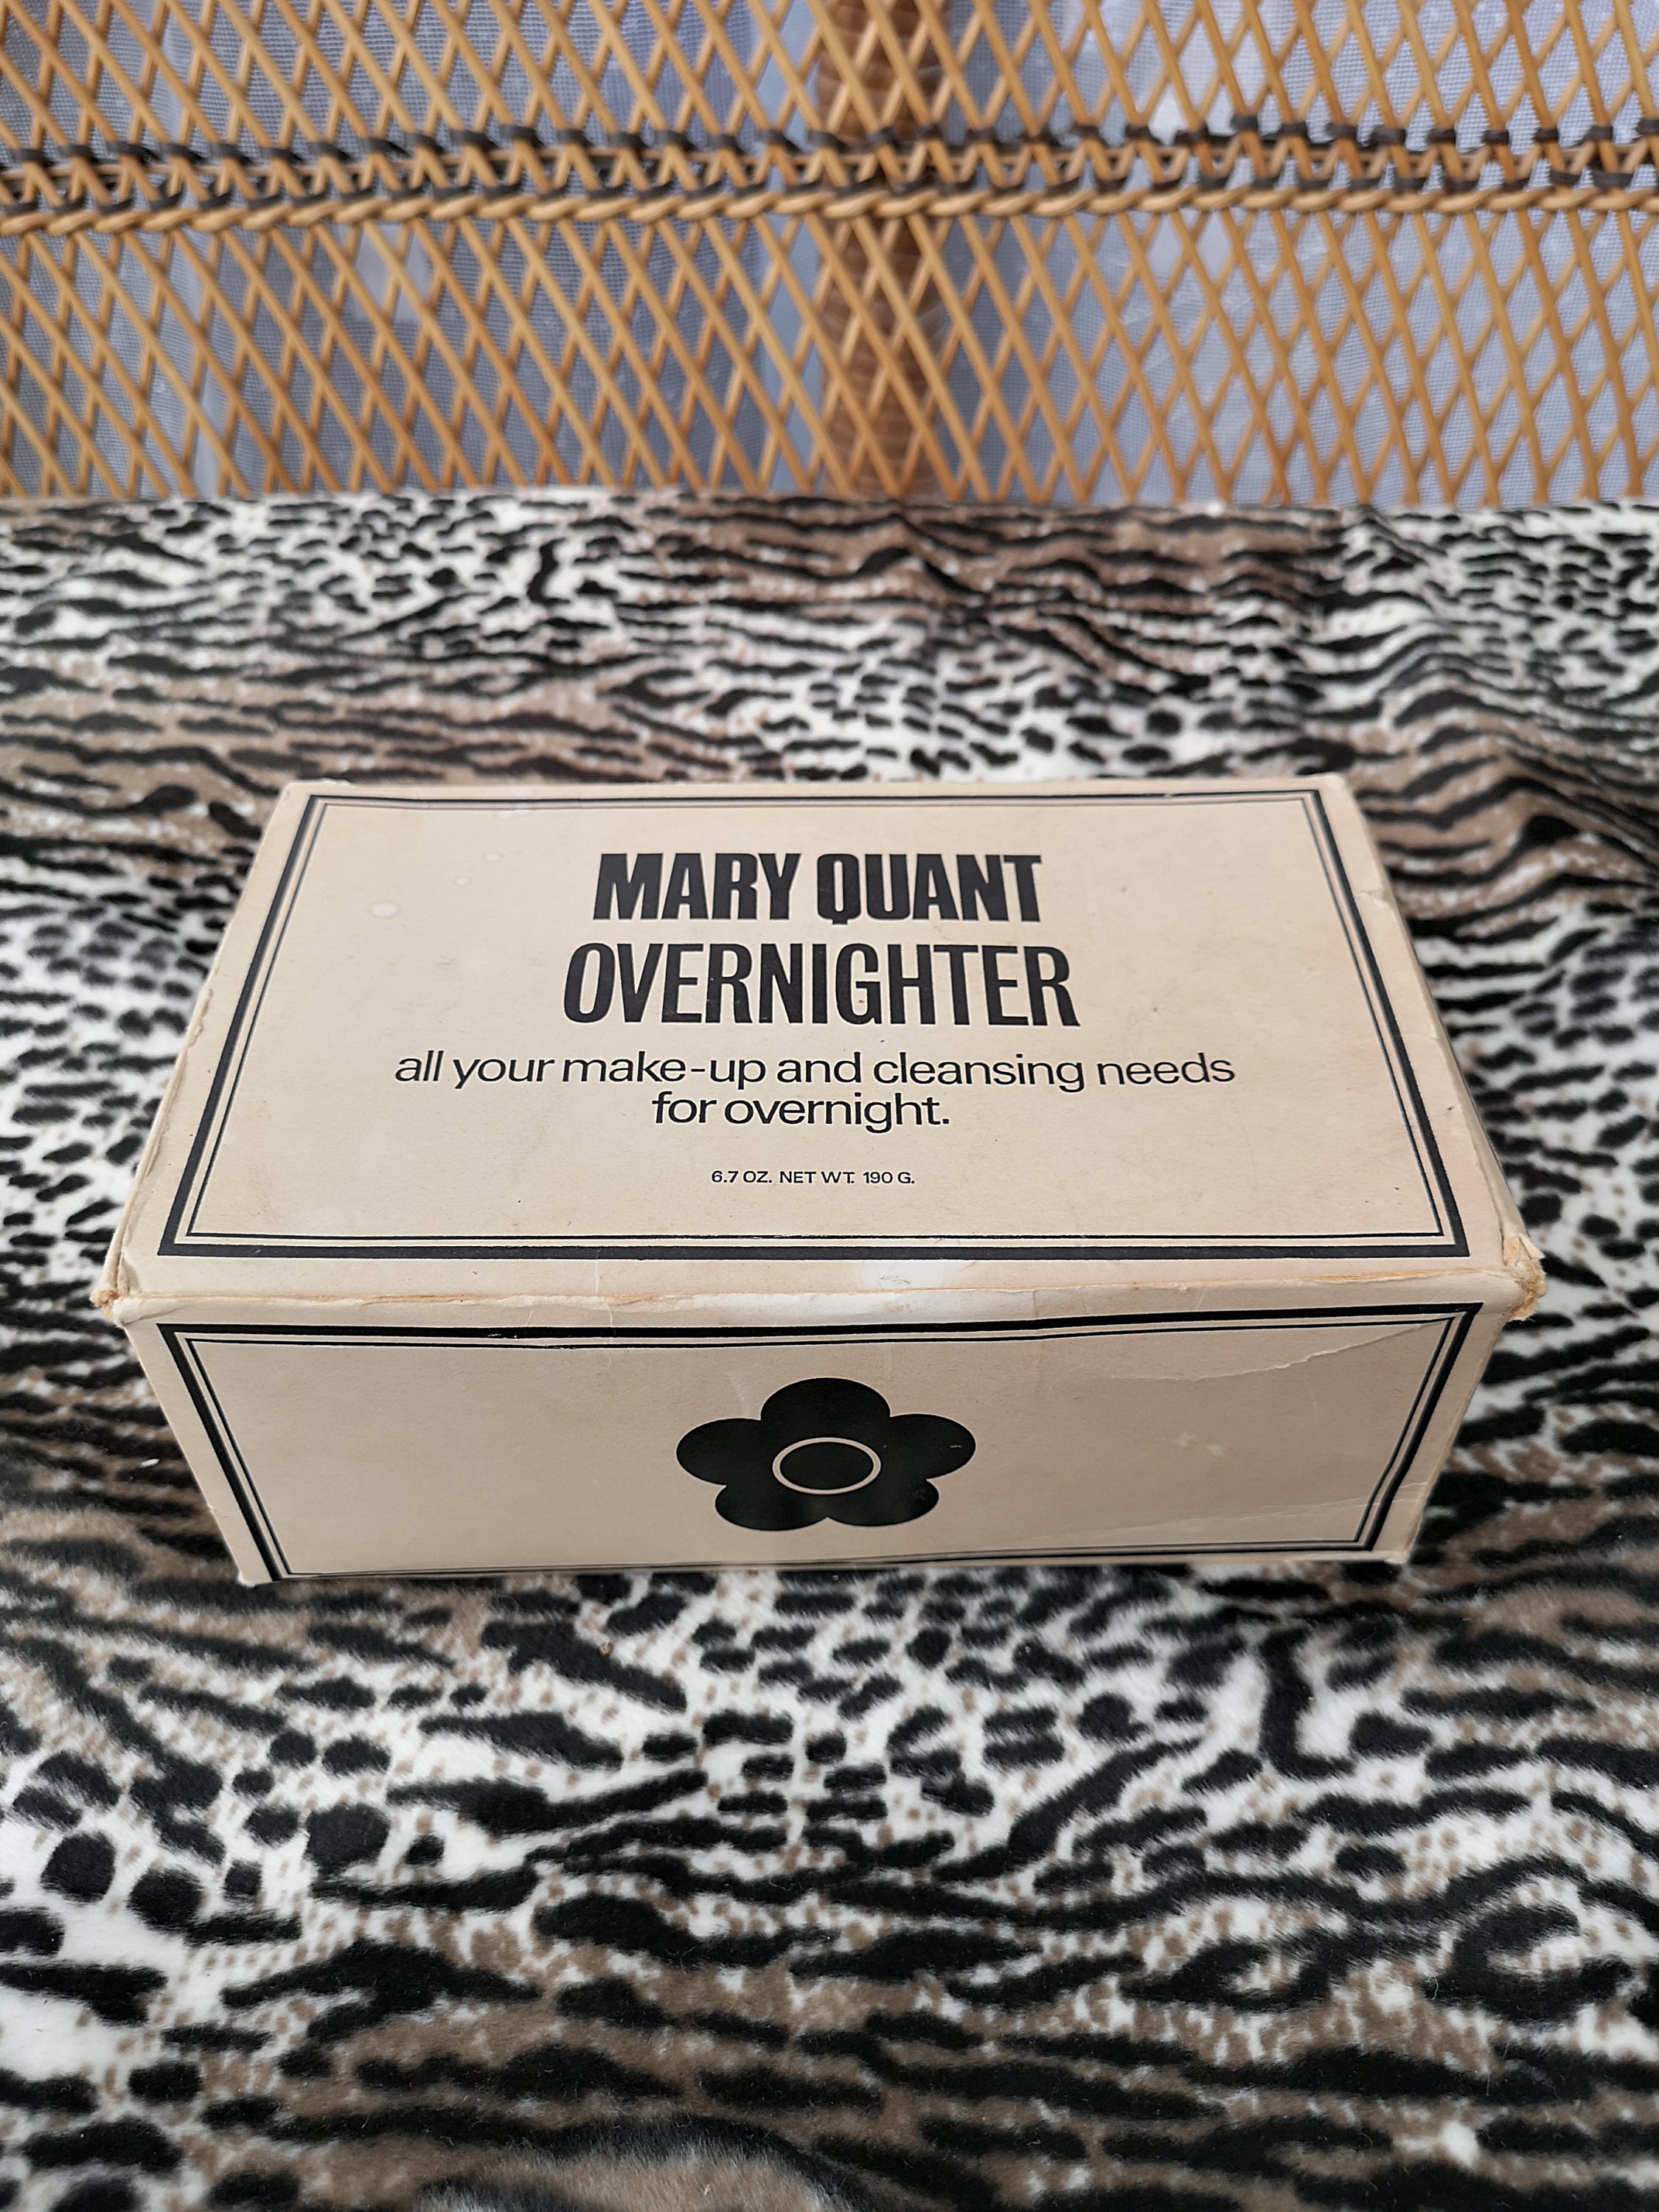 MARY QUANT
OVERNIGHTER
all your make-up and cleansing needs
for overnight.
6.7 OZ. NET WT. 190 G.